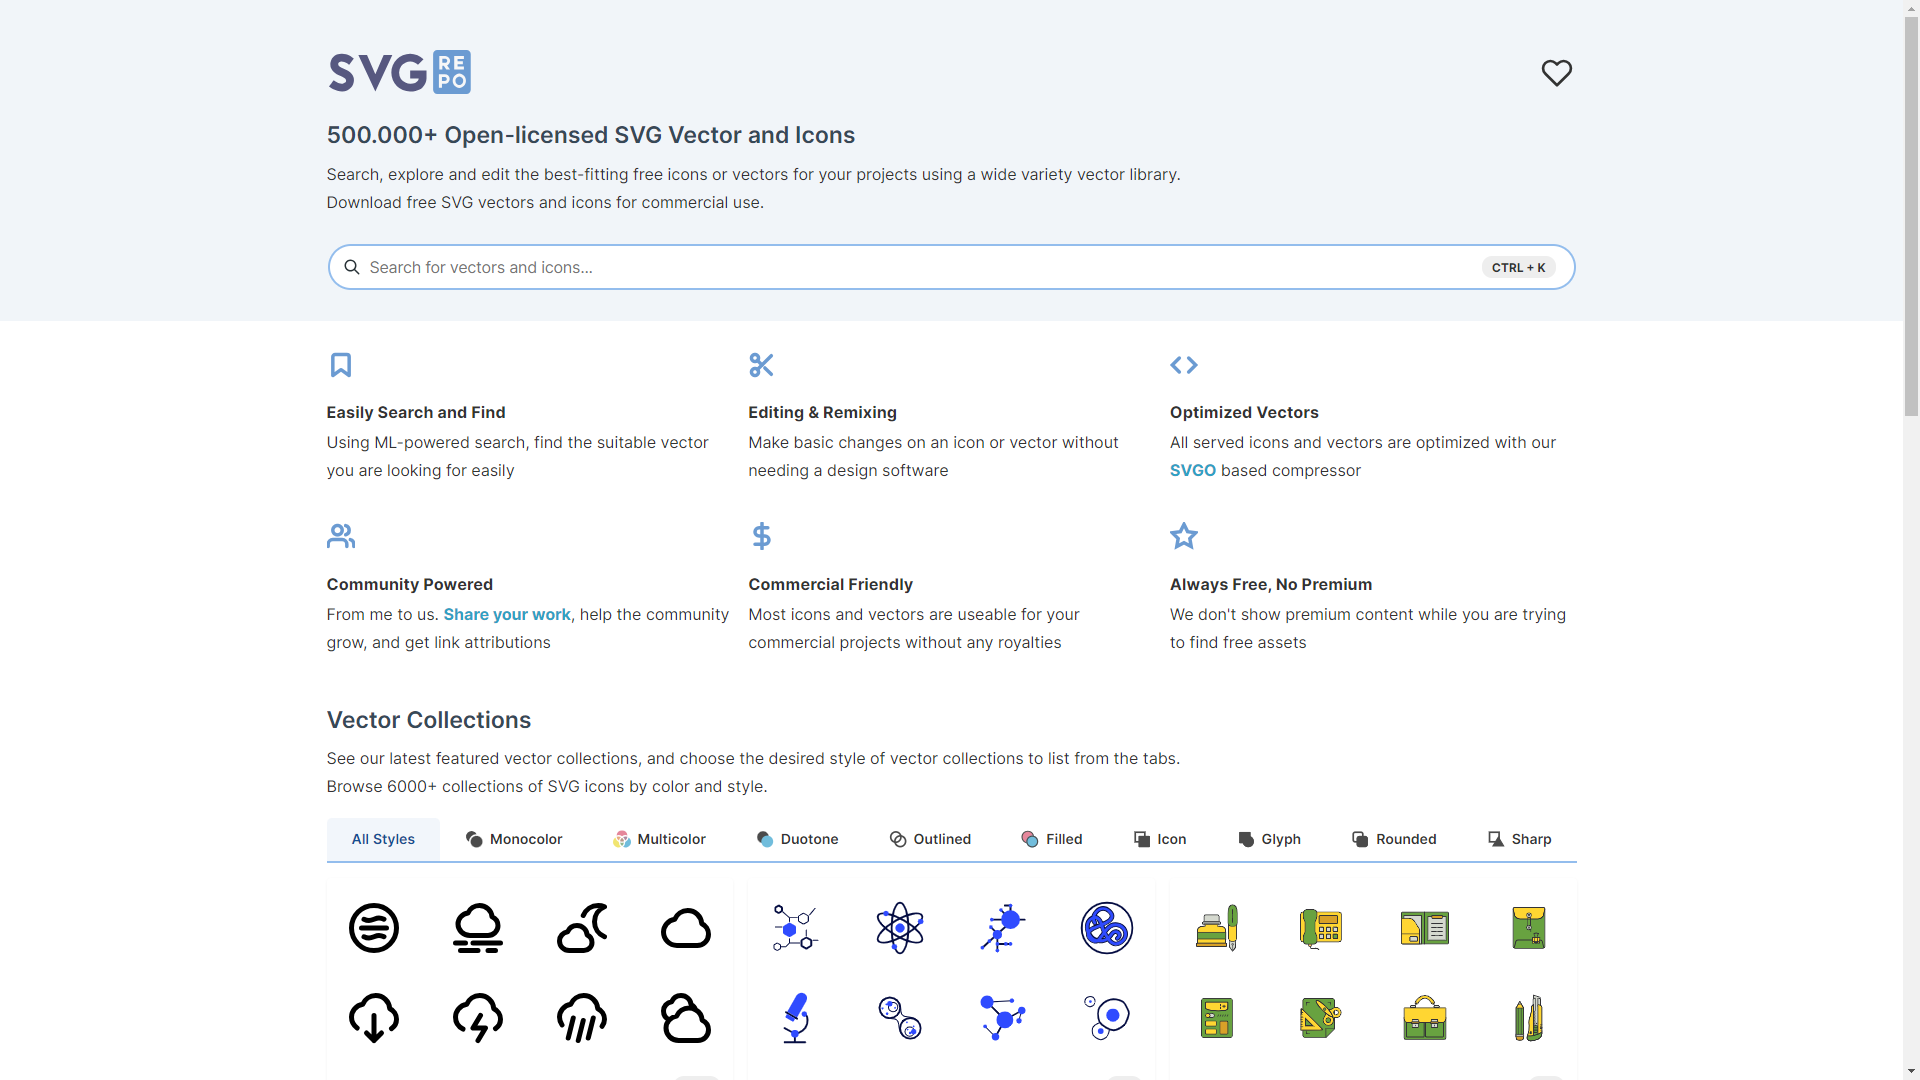 SVG REPO
500.000+ Open-licensed SVG Vector and Icons
Search, explore and edit the best-fitting free icons or vectors for your projects using a wide variety vector library.
Download free SVG vectors and icons for commercial use.
Search for vectors and icons...
CTRL + K
Easily Search and Find
Using ML-powered search, find the suitable vector
you are looking for easily
Editing & Remixing
Make basic changes on an icon or vector without
needing a design software
Optimized Vectors
All served icons and vectors are optimized with our
SVGO based compressor
Community Powered
From me to us. Share your work, help the community
grow, and get link attributions
Commercial Friendly
Most icons and vectors are useable for your
commercial projects without any royalties
Always Free, No Premium
We don't show premium content while you are trying
to find free assets
Vector Collections
See our latest featured vector collections, and choose the desired style of vector collections to list from the tabs.
Browse 6000+ collections of SVG icons by color and style.
All Styles
Monocolor
Multicolor
Duotone
Outlined
Filled
Icon
Glyph
Rounded
Sharp